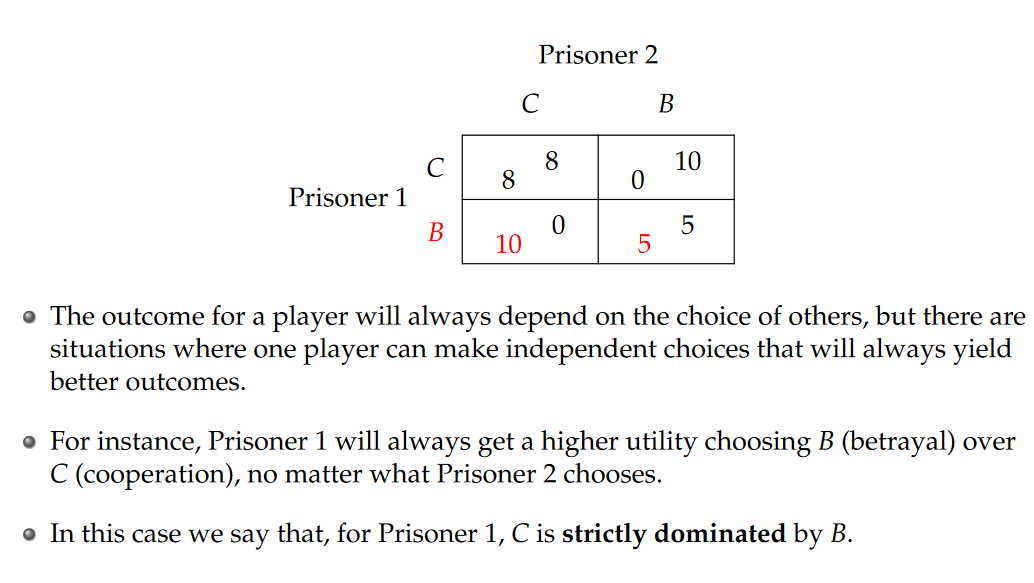 Prisoner 2
C B
C 8 8 0 10
Prisoner 1
B 10 0 5 5
The outcome for a player will always depend on the choice of others, but there are
situations where one player can make independent choices that will always yield
better outcomes.
For instance, Prisoner 1 will always get a higher utility choosing B (betrayal) over
C (cooperation), no matter what Prisoner 2 chooses.
In this case we say that, for Prisoner 1, C is strictly dominated by B.